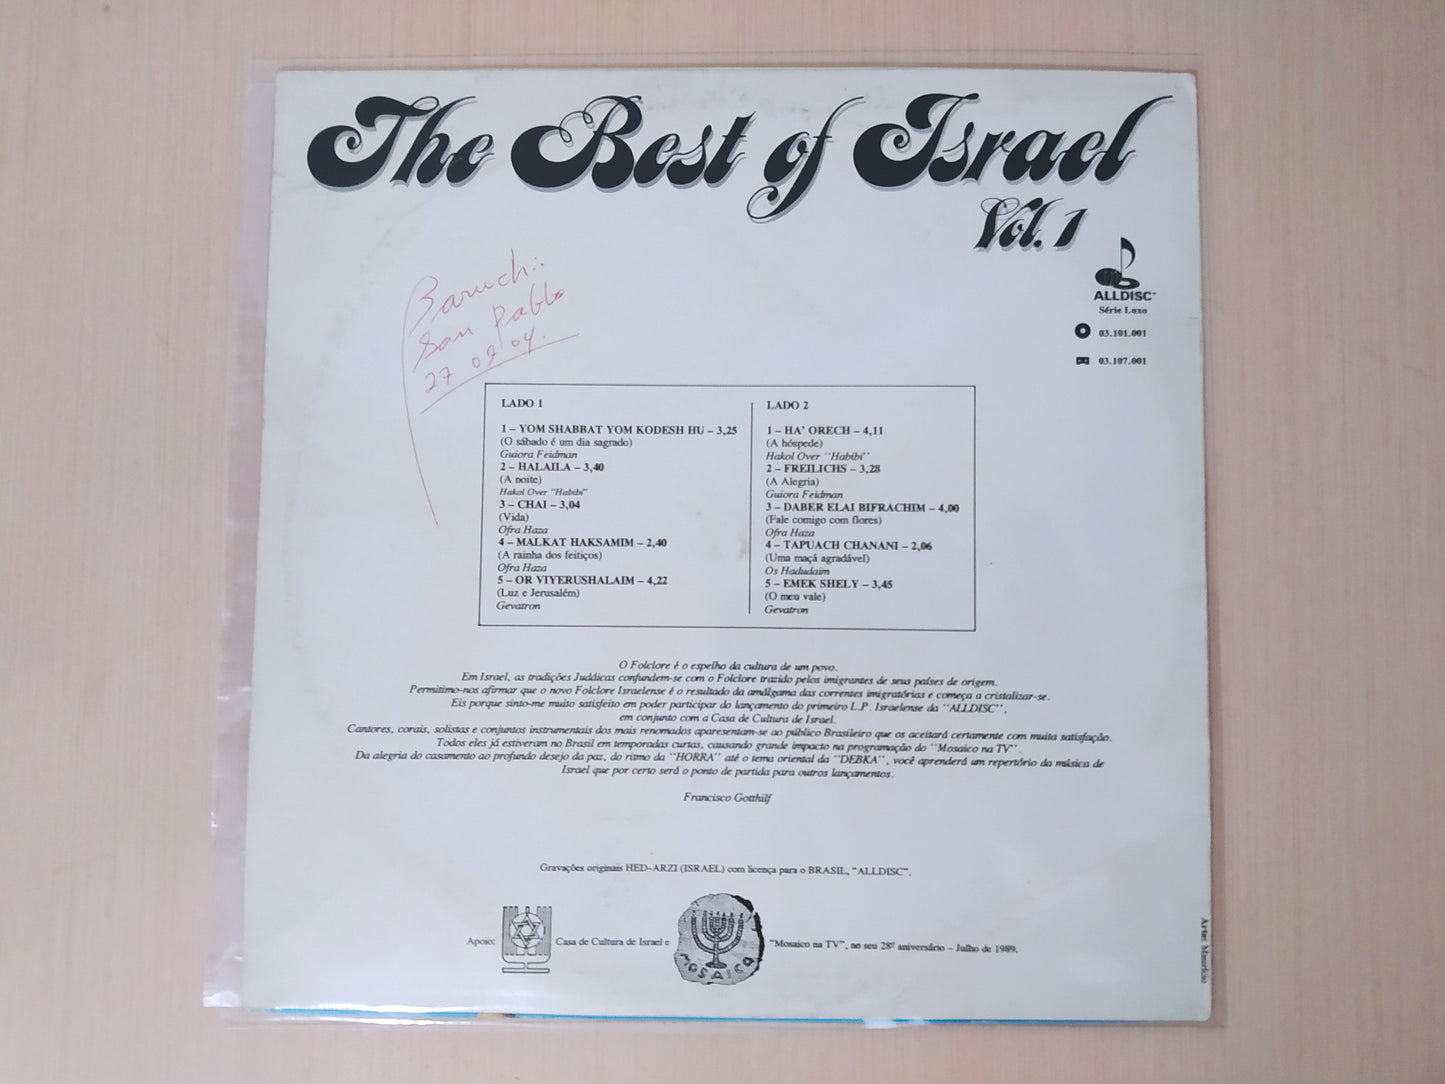 The Best of Israel
Vol. 1
ALLDISC
Série Luxo
03.101.001
03.107.001
Baruch:.
San Pablo
27 09 04.
LADO 1
1 – YOM SHABBAT YOM KODESH HU – 3,25
(O sábado é um dia sagrado)
Guiora Feidman
2 – HALAILA – 3,40
(A noite)
Hakol Over "Habibi"
3 – CHAI – 3,04
(Vida)
Ofra Haza
4 – MALKAT HAKSAMIM – 2,40
(A rainha dos feitiços)
Ofra Haza
5 – OR VIYERUSHALAIM – 4,22
(Luz e Jerusalém)
Gevatron
LADO 2
1 – HA' ORECH – 4,11
(A hóspede)
Hakol Over "Habibi"
2 – FREILICHS – 3,28
(A Alegria)
Guiora Feidman
3 – DABER ELAI BIFRACHIM – 4,00
(Fale comigo com flores)
Ofra Haza
4 – TAPUACH CHANANI – 2,06
(Uma maçã agradável)
Os Hadudaim
5 – EMEK SHELY – 3,45
(O meu vale)
Gevatron
O Folclore é o espelho da cultura de um povo.
Em Israel, as tradições Juddicas confundem-se com o Folclore trazido pelos imigrantes de seus países de origem.
Permitimo-nos afirmar que o novo Folclore Israelense é o resultado da amálgama das correntes imigratórias e começa a cristalizar-se.
Eis porque sinto-me muito satisfeito em poder participar do lançamento do primeiro L.P. Israelense da "ALLDISC",
em conjunto com a Casa de Cultura de Israel.
Cantores, corais, solistas e conjuntos instrumentais dos mais renomados apresentam-se ao público Brasileiro que os aceitará certamente com muita satisfação.
Todos eles já estiveram no Brasil em temporadas curtas, causando grande impacto na programação do "Mosaico na TV".
Da alegria do casamento ao profundo desejo da paz, do ritmo da "HORRA" até o tema oriental da "DEBKA", você aprenderá um repertório da música de
Israel que por certo será o ponto de partida para outros lançamentos.
Francisco Gotthilf
Gravações originais HED–ARZI (ISRAEL) com licença para o BRASIL, "ALLDISC".
Apoio: Casa de Cultura de Israel e MOSAICO "Mosaico na TV", no seu 28º aniversário – Julho de 1989.
Arte: Maurício